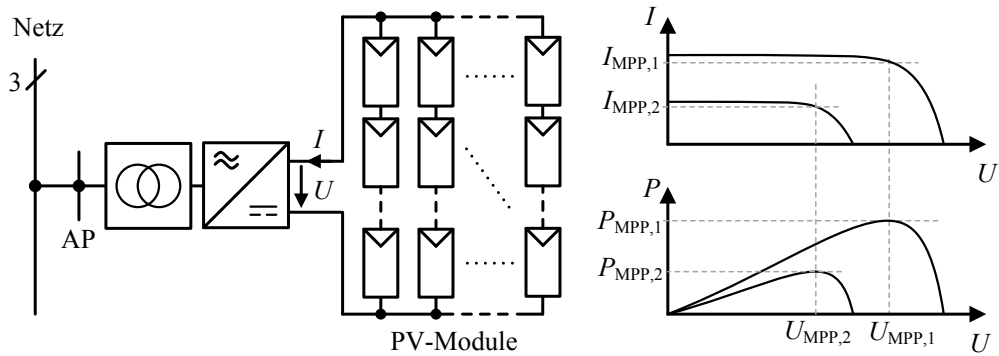 Netz
3
AP
I
U
PV-Module
I
I_MPP,1
I_MPP,2
U
P
P_MPP,1
P_MPP,2
U_MPP,2 U_MPP,1 U